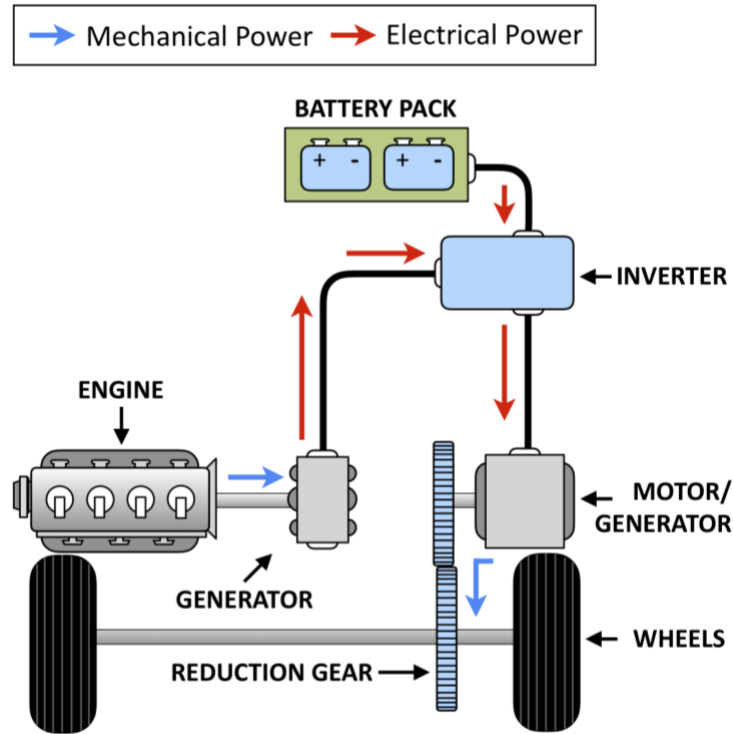 Mechanical Power
Electrical Power
BATTERY PACK
+ - + -
INVERTER
ENGINE
MOTOR/
GENERATOR
GENERATOR
WHEELS
REDUCTION GEAR